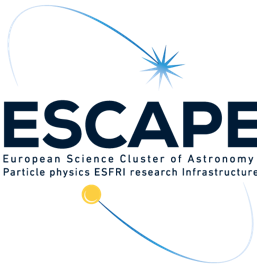 ESCAPE
European Science Cluster of Astronomy
Particle physics ESFRI research Infrastructure